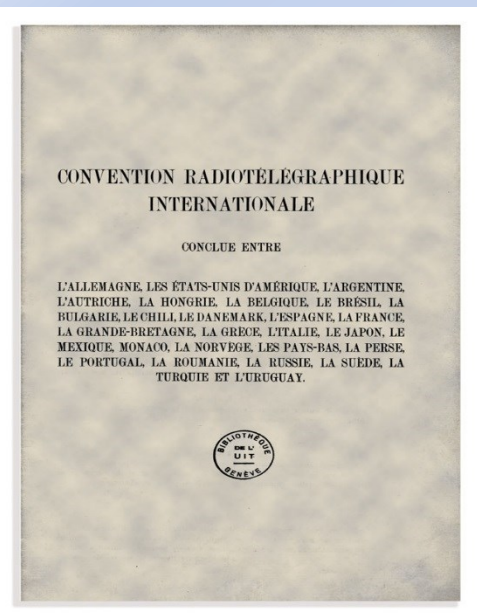 CONVENTION RADIOTÉLÉGRAPHIQUE
INTERNATIONALE
CONCLUE ENTRE
L'ALLEMAGNE, LES ÉTATS-UNIS D'AMÉRIQUE, L'ARGENTINE,
L'AUTRICHE, LA HONGRIE, LA BELGIQUE, LE BRÉSIL, LA
BULGARIE, LE CHILI, LE DANEMARK, L'ESPAGNE, LA FRANCE,
LA GRANDE-BRETAGNE, LA GRÈCE, L'ITALIE, LE JAPON, LE
MEXIQUE, MONACO, LA NORVÈGE, LES PAYS-BAS, LA PERSE,
LE PORTUGAL, LA ROUMANIE, LA RUSSIE, LA SUÈDE, LA
TURQUIE ET L'URUGUAY.
BIBLIOTHÈQUE
DE L'
UIT
GENÈVE